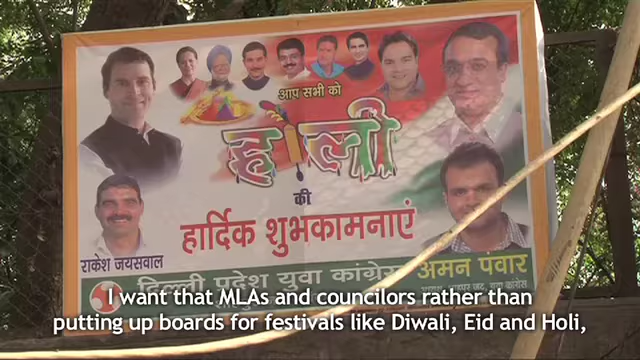 आप सभी को
होली
की
हार्दिक शुभकामनाएं
राकेश जायसवाल
दिल्ली प्रदेश युवा कांग्रेस
अमन पंवार
I want that MLAs and councilors rather than
putting up boards for festivals like Diwali, Eid and Holi,